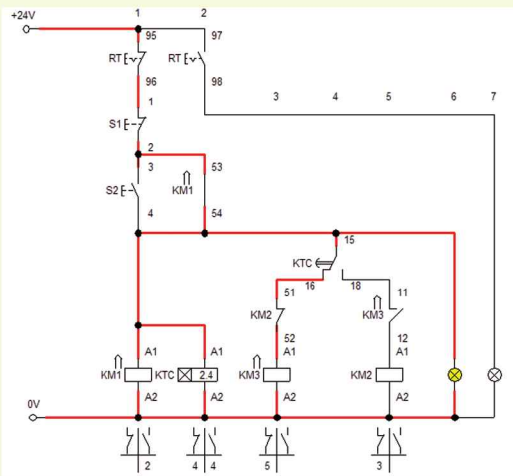 1 2
+24V
95 97
RT RT
96 98
1 3 4 5 6 7
S1
2
3 53
S2 KM1
4 54
15
KTC
16 18
51 11
KM2 KM3
52 12
A1 A1 A1 A1
KM1 KTC 2.4 KM3 KM2
A2 A2 A2 A2
0V
2 4 4 5 3